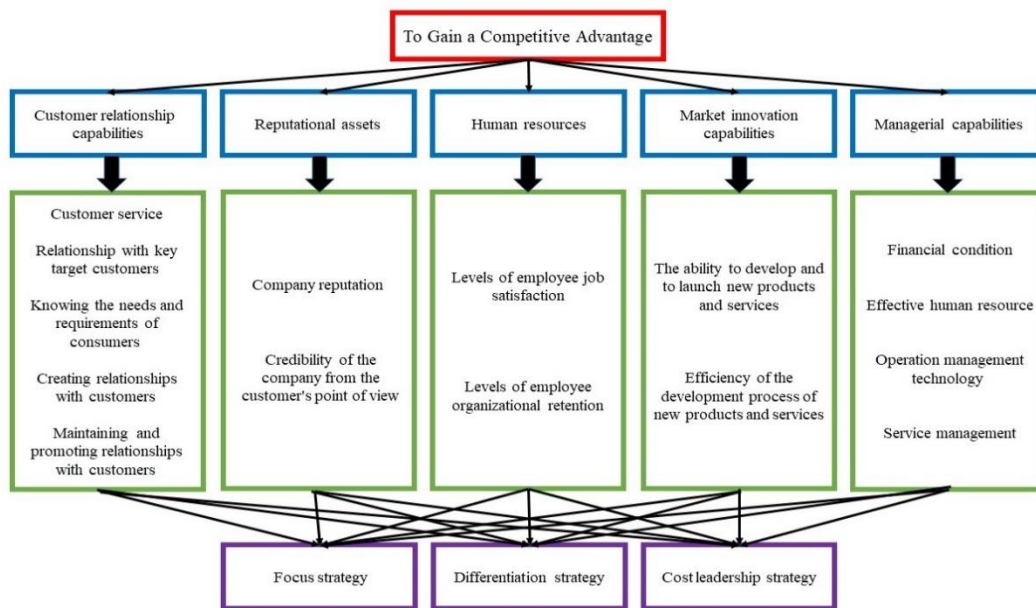 To Gain a Competitive Advantage
Customer relationship
capabilities
Reputational assets
Human resources
Market innovation
capabilities
Managerial capabilities
Customer service
Relationship with key
target customers
Knowing the needs and
requirements of
consumers
Creating relationships
with customers
Maintaining and
promoting relationships
with customers
Company reputation
Credibility of the
company from the
customer's point of view
Levels of employee job
satisfaction
Levels of employee
organizational retention
The ability to develop and
to launch new products
and services
Efficiency of the
development process of
new products and services
Financial condition
Effective human resource
Operation management
technology
Service management
Focus strategy
Differentiation strategy
Cost leadership strategy